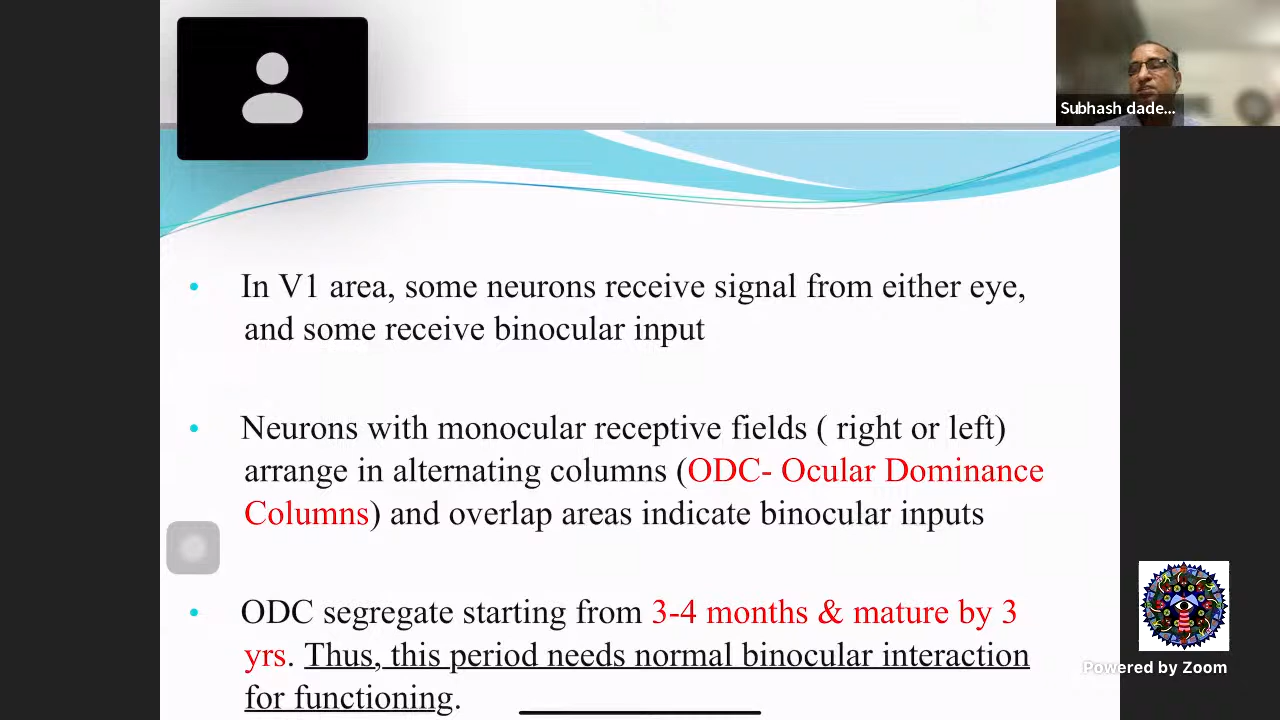 Subhash dade...
• In V1 area, some neurons receive signal from either eye,
and some receive binocular input
• Neurons with monocular receptive fields ( right or left)
arrange in alternating columns (ODC- Ocular Dominance
Columns) and overlap areas indicate binocular inputs
• ODC segregate starting from 3-4 months & mature by 3
yrs. Thus, this period needs normal binocular interaction
for functioning.
Powered by Zoom